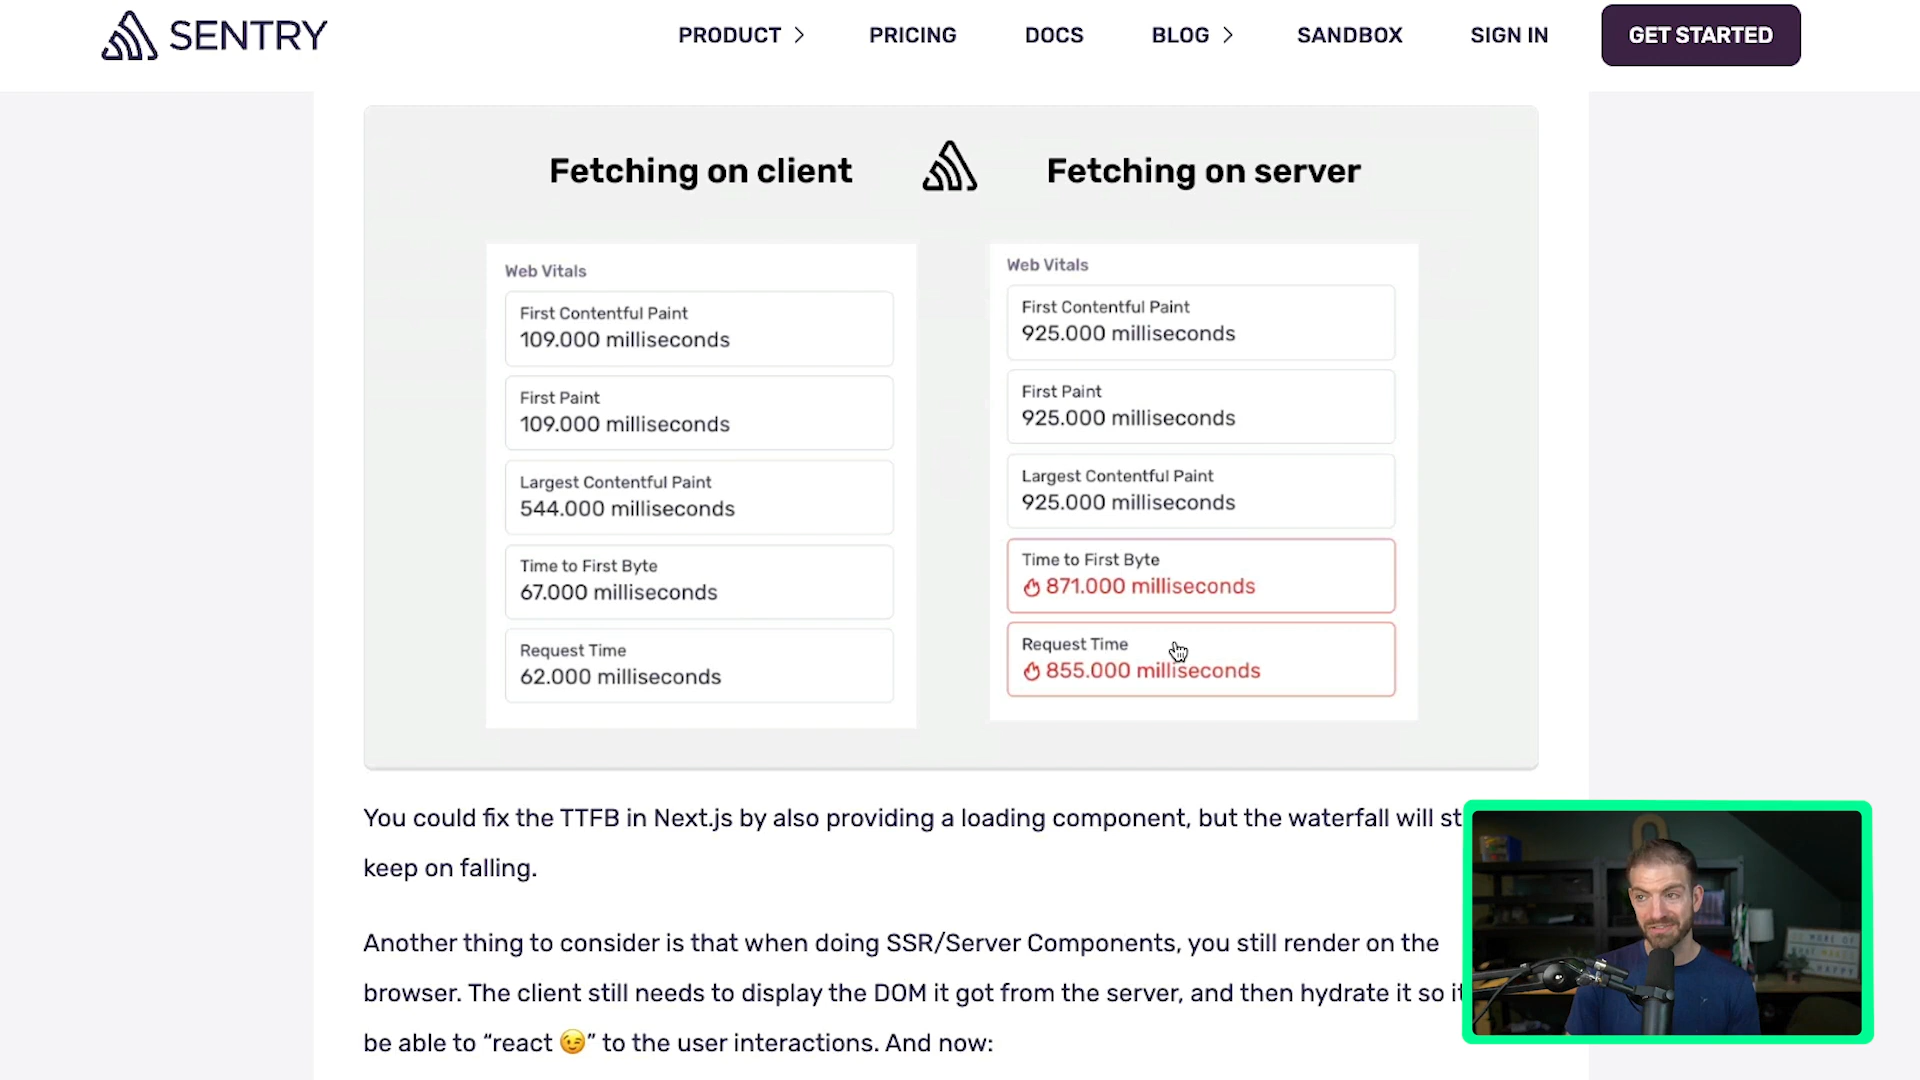 SENTRY
PRODUCT
PRICING
DOCS
BLOG
SANDBOX
SIGN IN
GET STARTED
Fetching on client
Fetching on server
Web Vitals
First Contentful Paint
109.000 milliseconds
First Paint
109.000 milliseconds
Largest Contentful Paint
544.000 milliseconds
Time to First Byte
67.000 milliseconds
Request Time
62.000 milliseconds
Web Vitals
First Contentful Paint
925.000 milliseconds
First Paint
925.000 milliseconds
Largest Contentful Paint
925.000 milliseconds
Time to First Byte
871.000 milliseconds
Request Time
855.000 milliseconds
You could fix the TTFB in Next.js by also providing a loading component, but the waterfall will
keep on falling.
Another thing to consider is that when doing SSR/Server Components, you still render on the
browser. The client still needs to display the DOM it got from the server, and then hydrate it so
be able to “react 😉” to the user interactions. And now: